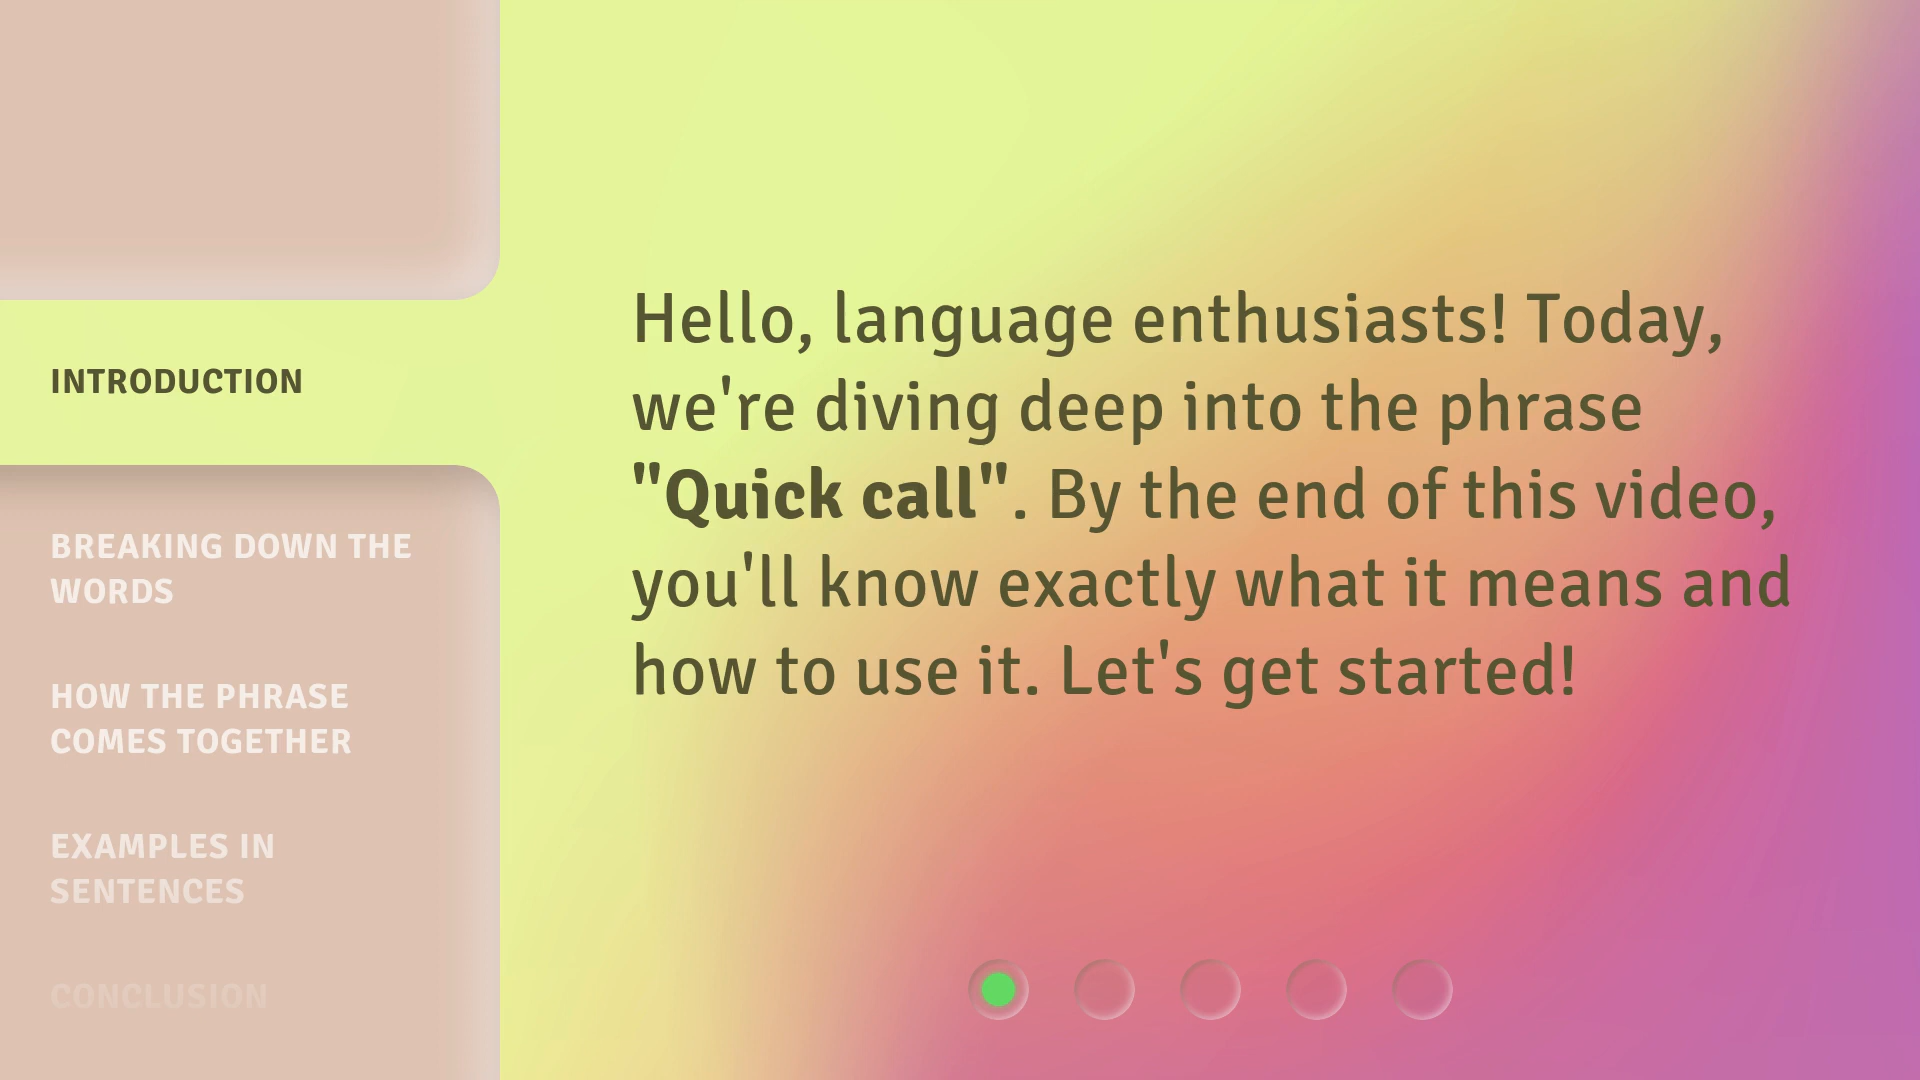 INTRODUCTION
BREAKING DOWN THE
WORDS
HOW THE PHRASE
COMES TOGETHER
EXAMPLES IN
SENTENCES
CONCLUSION
Hello, language enthusiasts! Today,
we're diving deep into the phrase
"Quick call". By the end of this video,
you'll know exactly what it means and
how to use it. Let's get started!